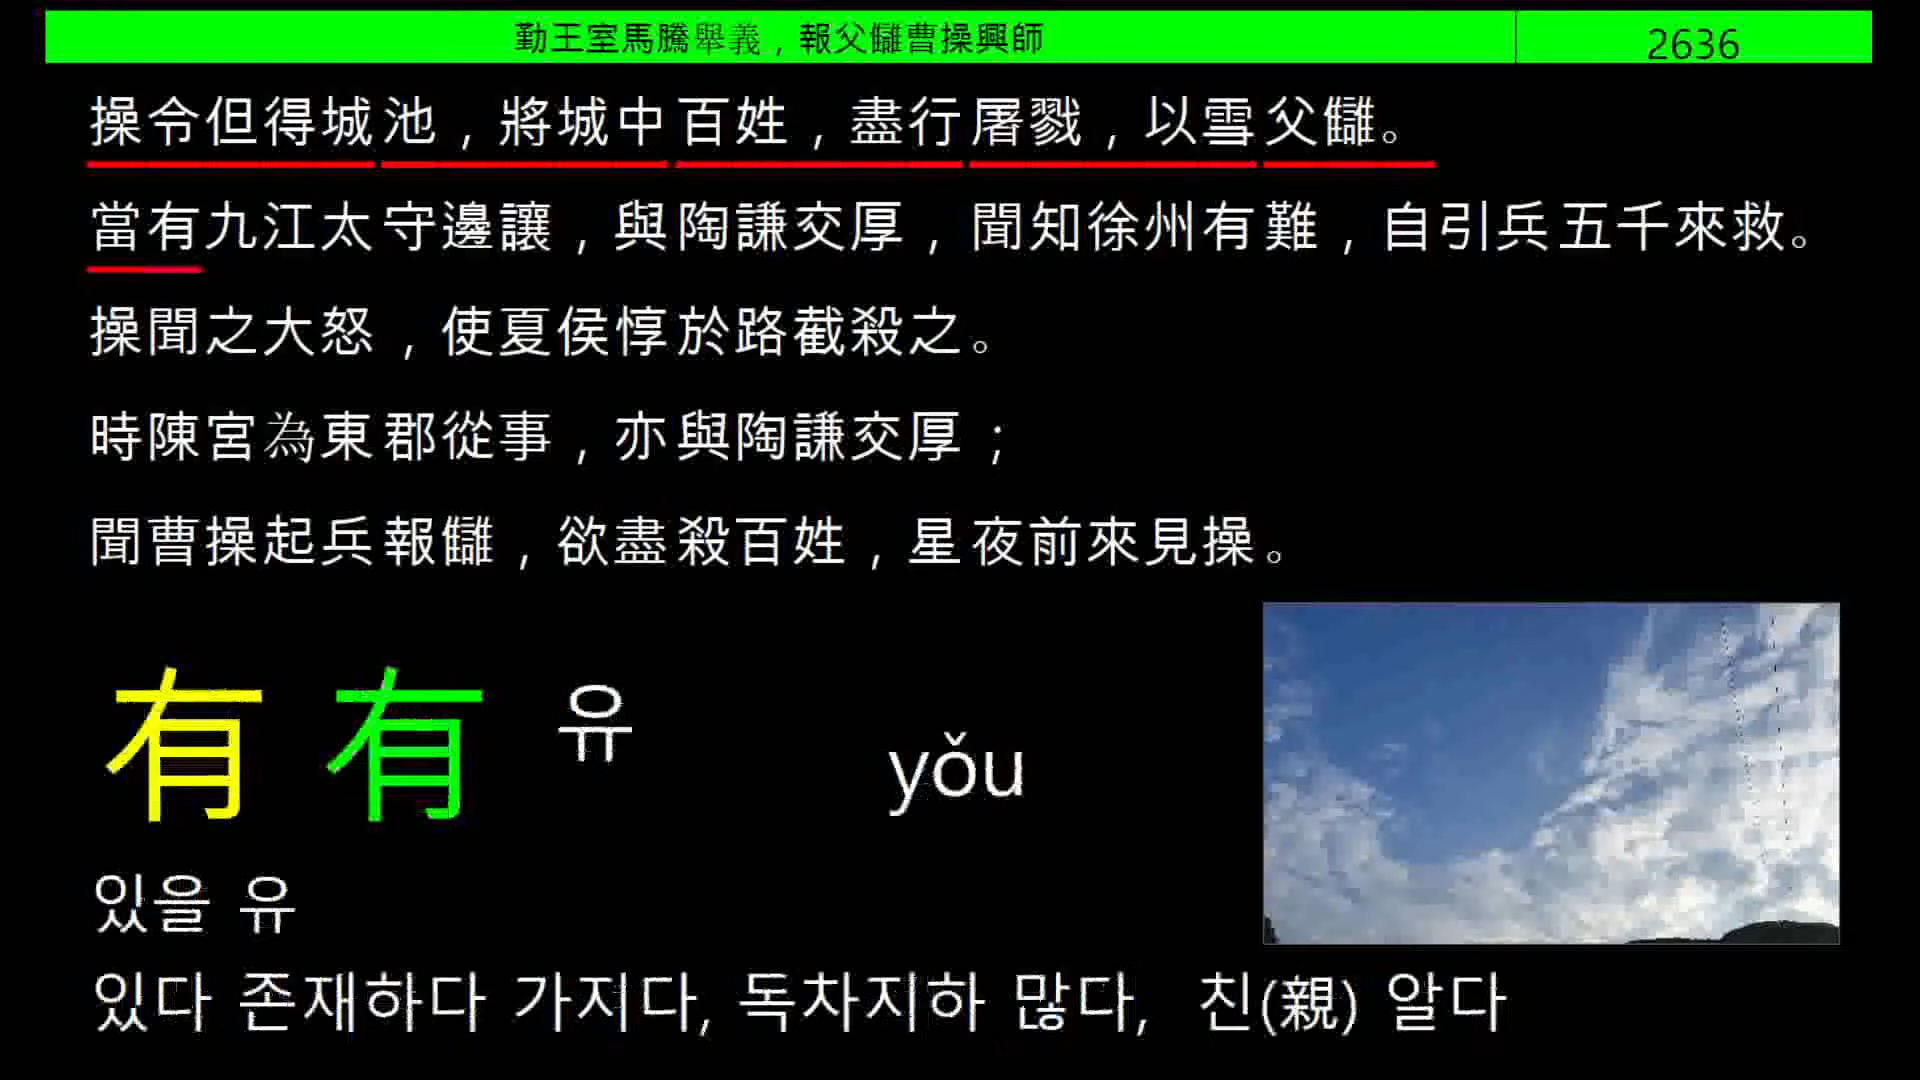 勤王室馬騰舉義，報父讎曹操興師
2636
操令但得城池，將城中百姓，盡行屠戮，以雪父讎。
當有九江太守邊讓，與陶謙交厚，聞知徐州有難，自引兵五千來救。
操聞之大怒，使夏侯惇於路截殺之。
時陳宮為東郡從事，亦與陶謙交厚；
聞曹操起兵報讎，欲盡殺百姓，星夜前來見操。
有 有 유 yǒu
있을 유
있다 존재하다 가지다, 독차지하 많다, 친(親) 알다